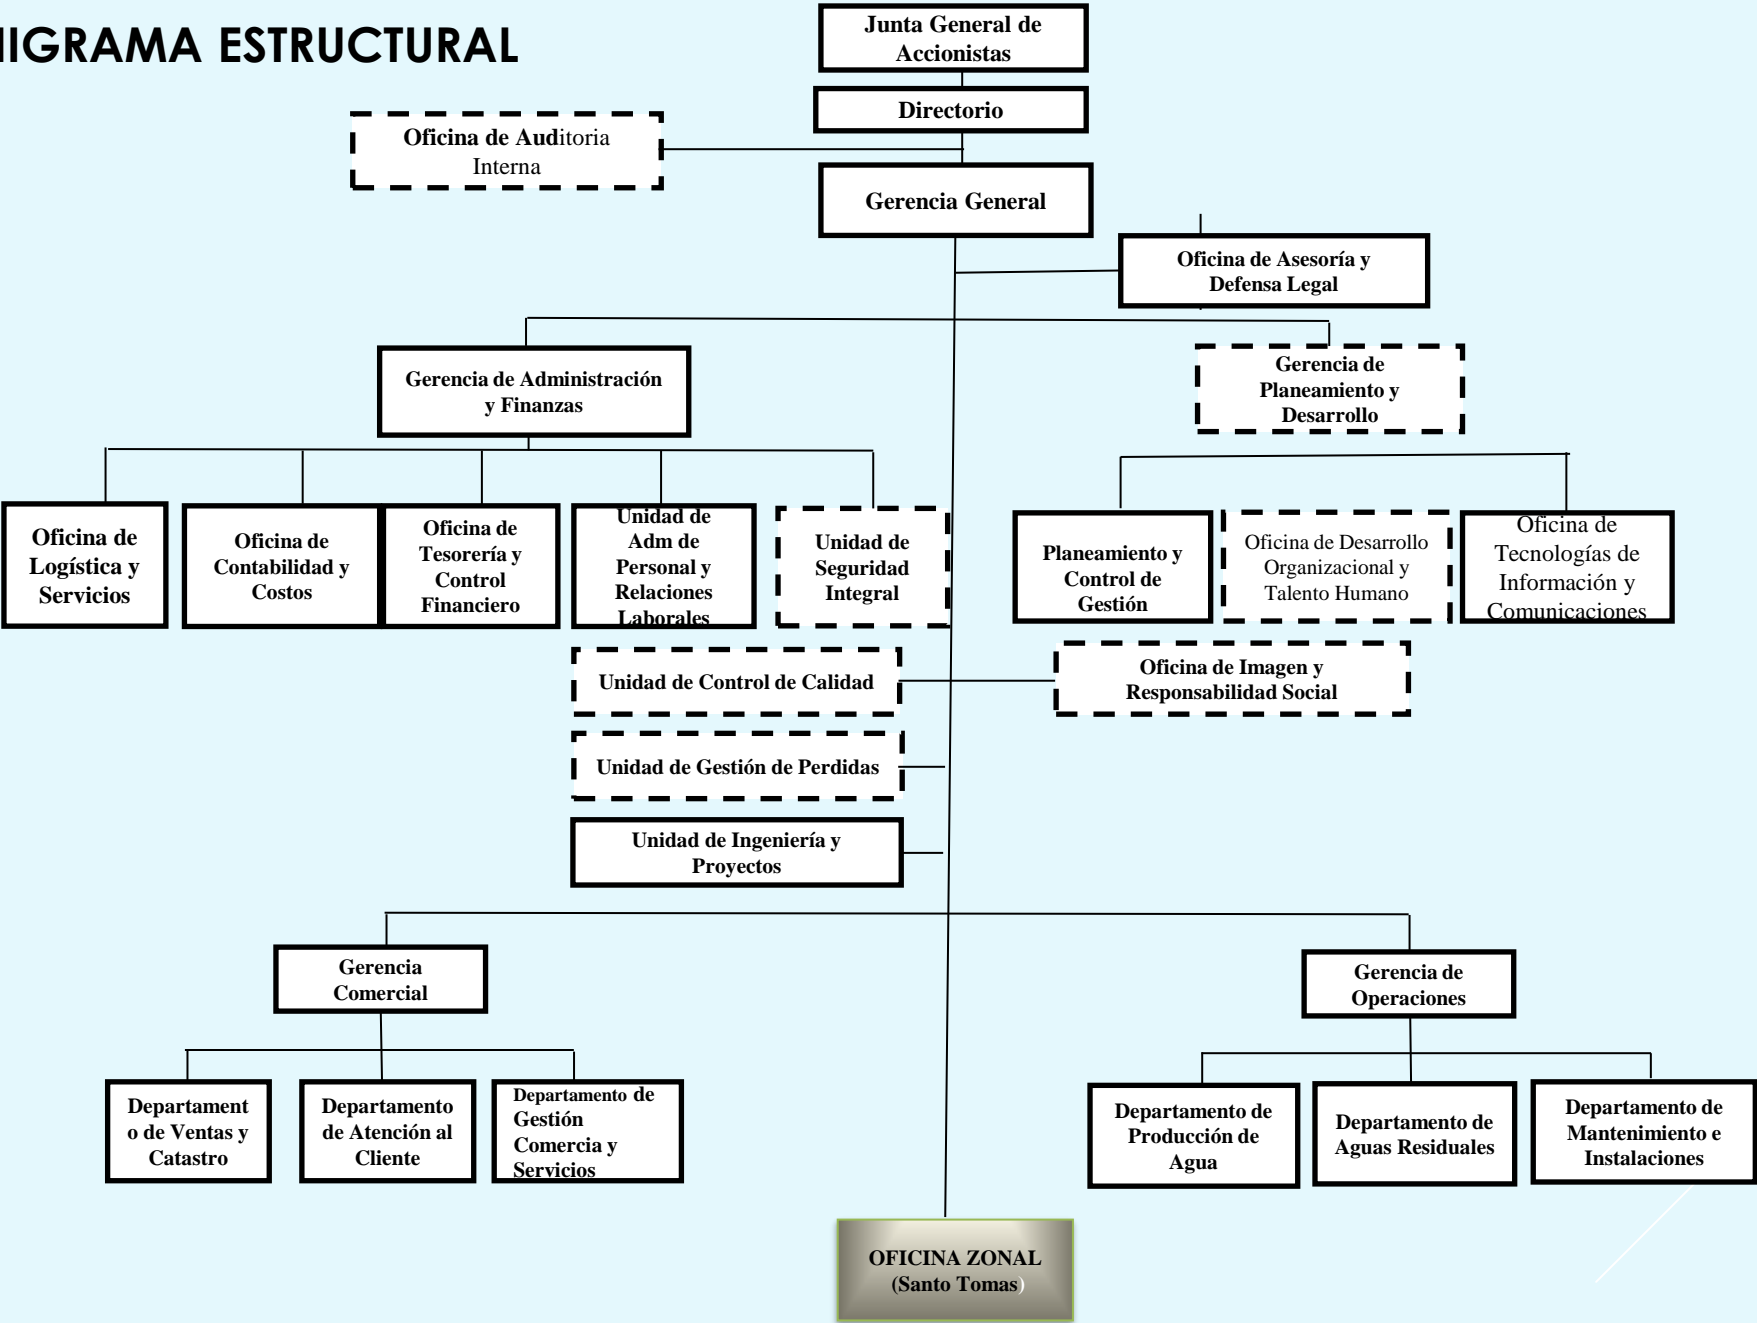 IIGRAMA ESTRUCTURAL
Junta General de
Accionistas
Directorio
Oficina de Auditoria
Interna
Gerencia General
Oficina de Asesoría y
Defensa Legal
Gerencia de Administración
y Finanzas
Gerencia de
Planeamiento y
Desarrollo
Oficina de
Logística y
Servicios
Oficina de
Contabilidad y
Costos
Oficina de
Tesorería y
Control
Financiero
Unidad de
Adm de
Personal y
Relaciones
Laborales
Unidad de
Seguridad
Integral
Planeamiento y
Control de
Gestión
Oficina de Desarrollo
Organizacional y
Talento Humano
Oficina de
Tecnologías de
Información y
Comunicaciones
Unidad de Control de Calidad
Oficina de Imagen y
Responsabilidad Social
Unidad de Gestión de Perdidas
Unidad de Ingeniería y
Proyectos
Gerencia
Comercial
Gerencia de
Operaciones
Departament
o de Ventas y
Catastro
Departamento
de Atención al
Cliente
Departamento de
Gestión
Comercia y
Servicios
Departamento de
Producción de
Agua
Departamento de
Aguas Residuales
Departamento de
Mantenimiento e
Instalaciones
OFICINA ZONAL
(Santo Tomas)